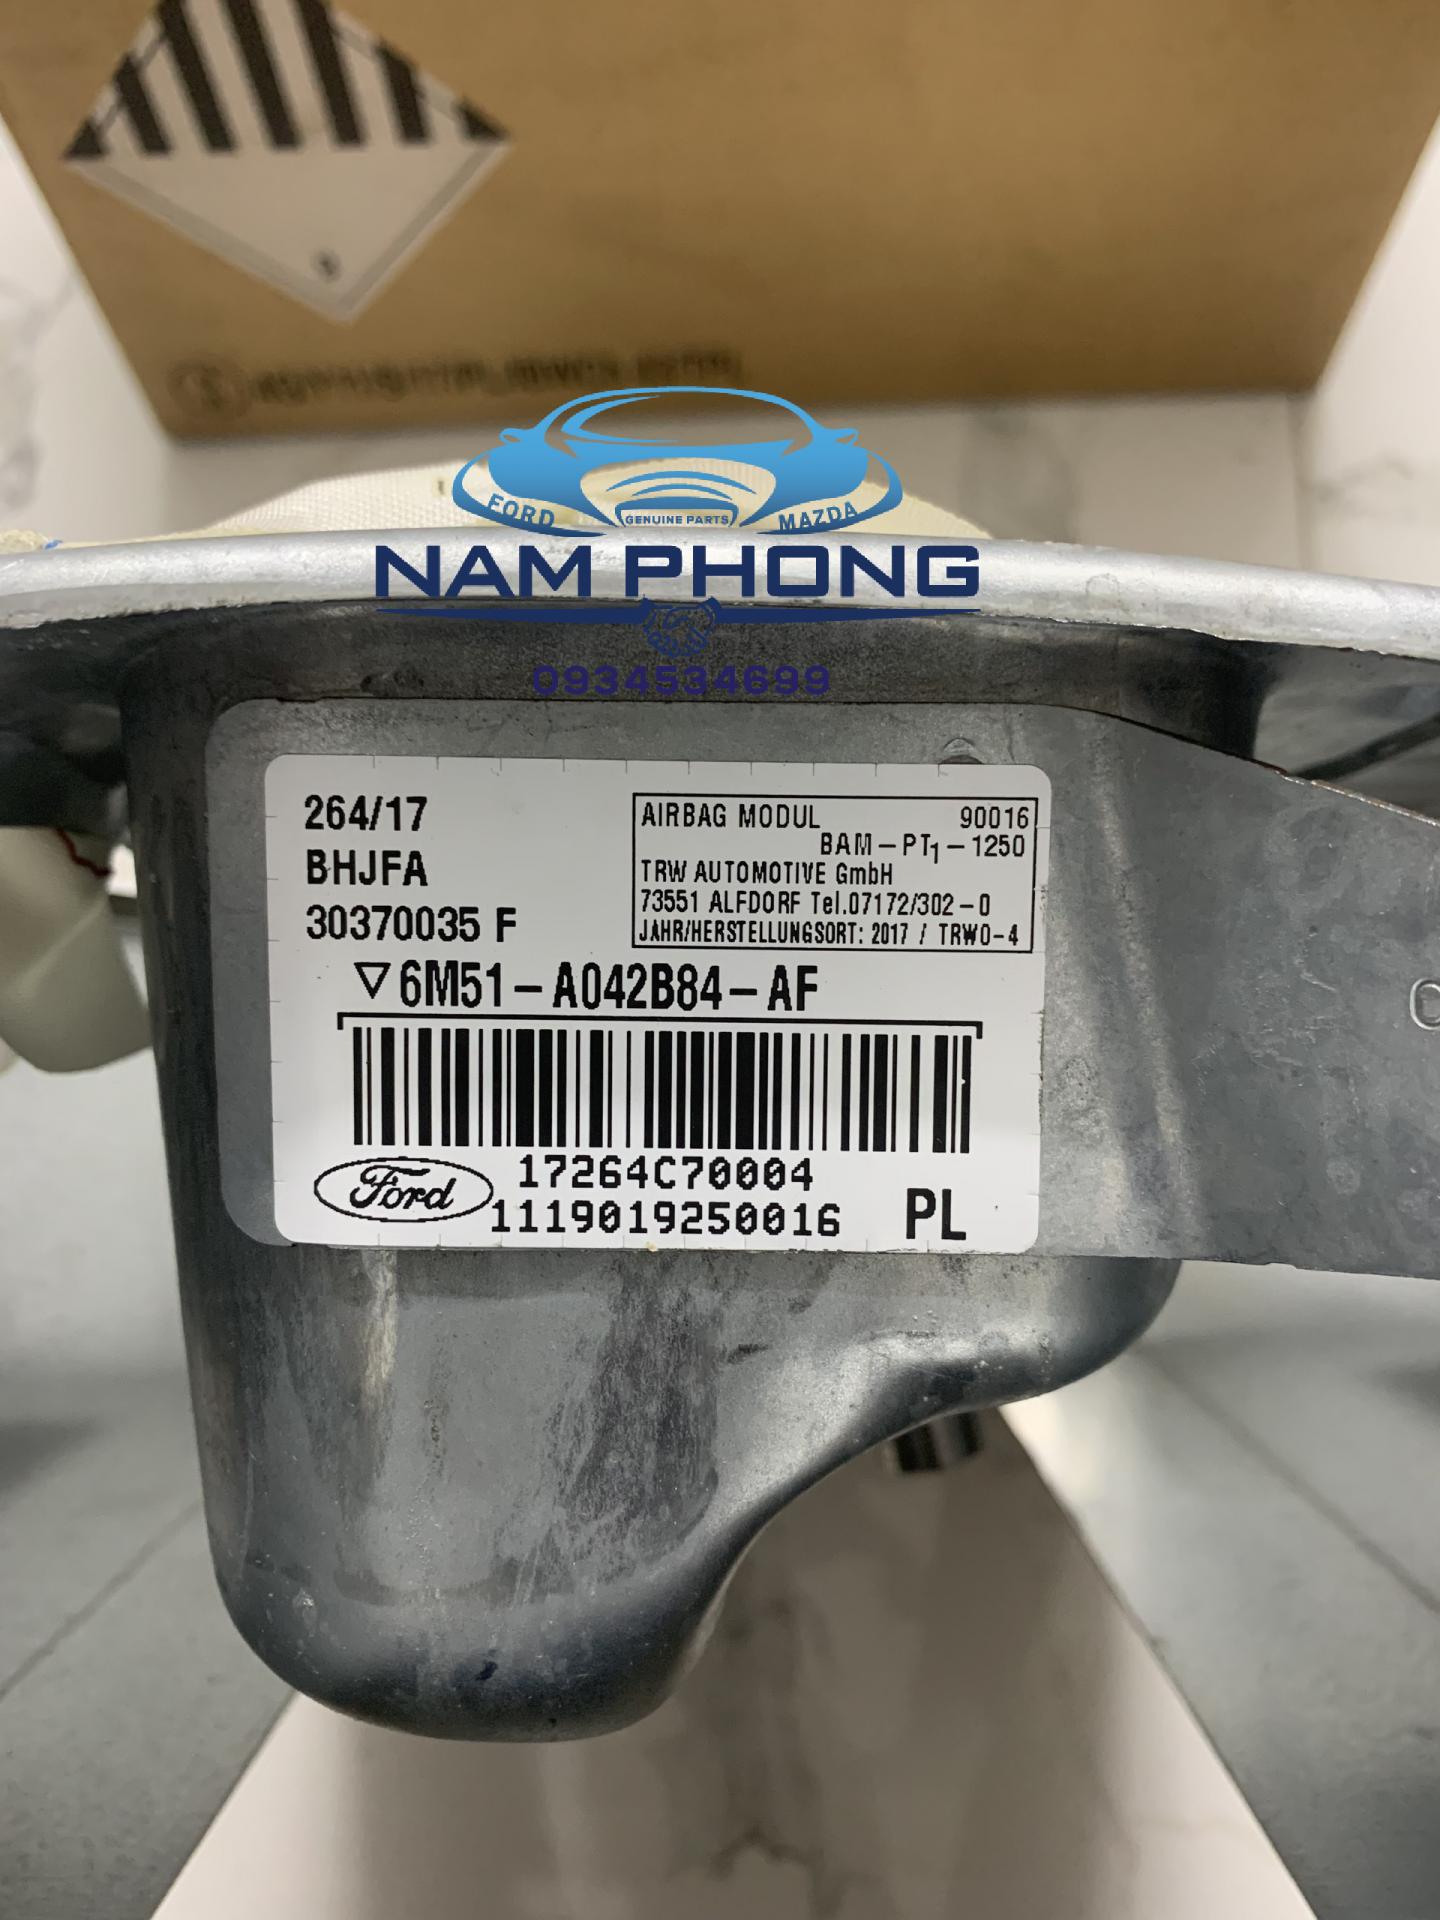 FORD
GENUINE PARTS
MAZDA
NAM PHONG
0934534699
264/17
BHJFA
30370035 F
AIRBAG MODUL 90016
BAM-PT1-1250
TRW AUTOMOTIVE GmbH
73551 ALFDORF Tel.07172/302-0
JAHR/HERSTELLUNGSORT: 2017 / TRWO-4
▽6M51-A042B84-AF
17264C70004
Ford
1119019250016
PL